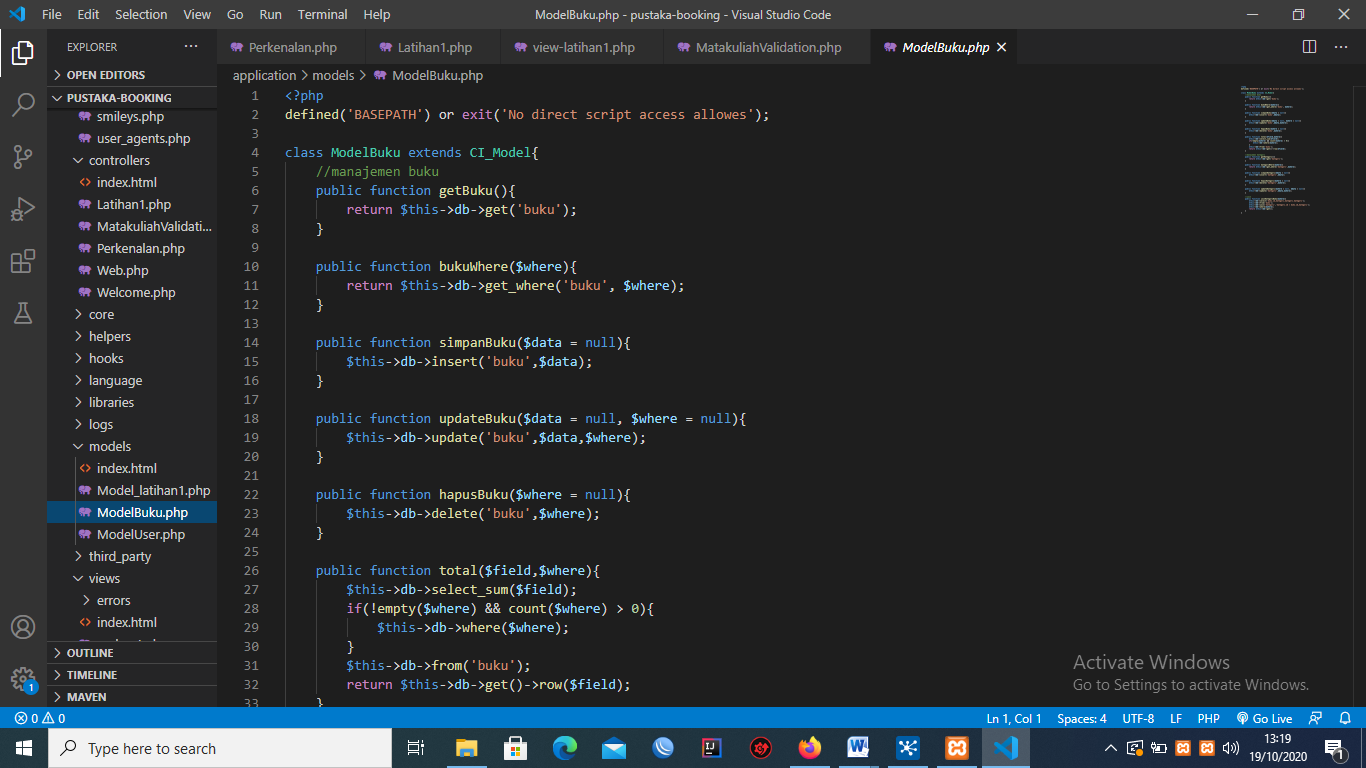 File Edit Selection View Go Run Terminal Help
ModelBuku.php - pustaka-booking - Visual Studio Code
EXPLORER
OPEN EDITORS
PUSTAKA-BOOKING
smileys.php
user_agents.php
controllers
index.html
Latihan1.php
MatakuliahValidati...
Perkenalan.php
Web.php
Welcome.php
core
helpers
hooks
language
libraries
logs
models
index.html
Model_latihan1.php
ModelBuku.php
ModelUser.php
third_party
views
errors
index.html
OUTLINE
TIMELINE
MAVEN
Perkenalan.php Latihan1.php view-latihan1.php MatakuliahValidation.php ModelBuku.php
application > models > ModelBuku.php
1 <?php
2 defined('BASEPATH') or exit('No direct script access allowes');
3
4 class ModelBuku extends CI_Model{
5 //manajemen buku
6 public function getBuku(){
7 return $this->db->get('buku');
8 }
9
10 public function bukuWhere($where){
11 return $this->db->get_where('buku', $where);
12 }
13
14 public function simpanBuku($data = null){
15 $this->db->insert('buku',$data);
16 }
17
18 public function updateBuku($data = null, $where = null){
19 $this->db->update('buku',$data,$where);
20 }
21
22 public function hapusBuku($where = null){
23 $this->db->delete('buku',$where);
24 }
25
26 public function total($field,$where){
27 $this->db->select_sum($field);
28 if(!empty($where) && count($where) > 0){
29 $this->db->where($where);
30 }
31 $this->db->from('buku');
32 return $this->db->get()->row($field);
33 }
Activate Windows
Go to Settings to activate Windows.
1
0 0
Ln 1, Col 1 Spaces: 4 UTF-8 LF PHP Go Live
Type here to search
13:19
19/10/2020
1